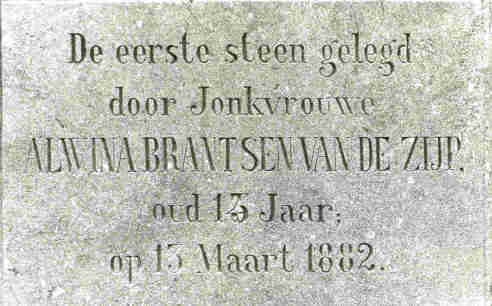 De eerste steen gelegd
door Jonkvrouwe
ALWINA BRANTSEN VAN DE ZIJP,
oud 13 Jaar;
op 13 Maart 1882.